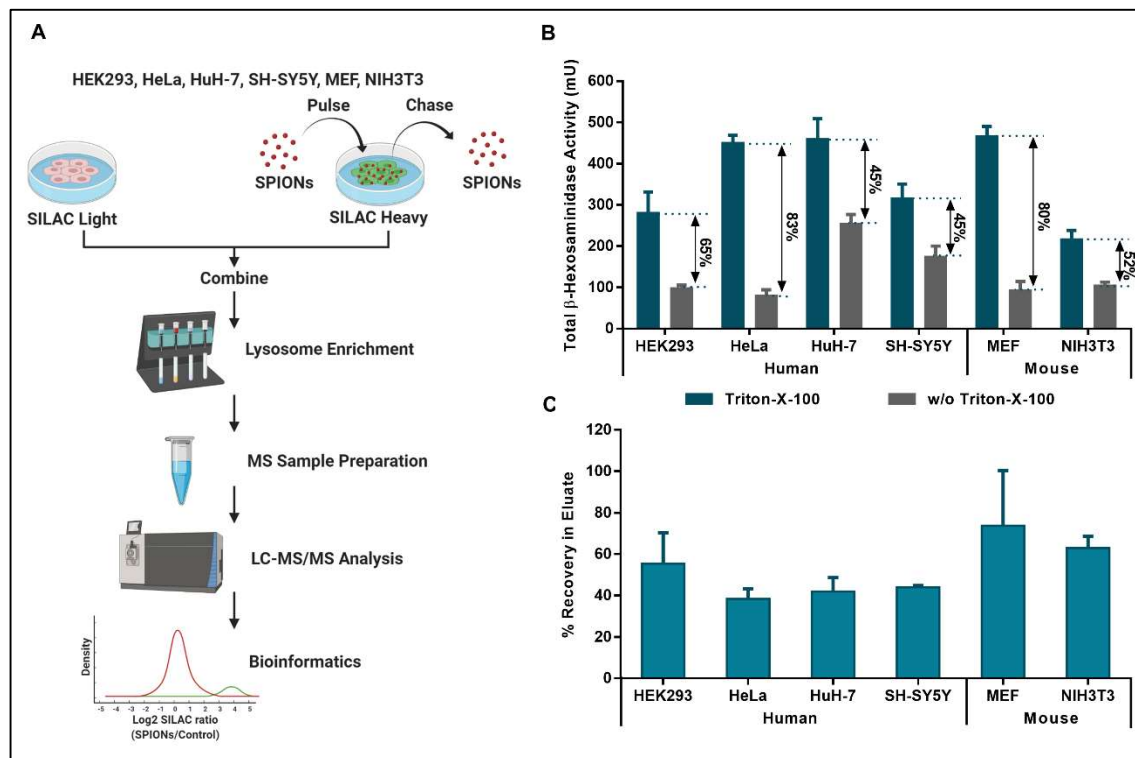 A
HEK293, HeLa, HuH-7, SH-SY5Y, MEF, NIH3T3
Pulse
Chase
SPIONs
SPIONs
SILAC Light
SILAC Heavy
Combine
Lysosome Enrichment
MS Sample Preparation
LC-MS/MS Analysis
Bioinformatics
Density
-5 -4 -3 -2 -1 0 1 2 3 4 5
Log2 SILAC ratio
(SPIONs/Control)
B
Total β-Hexosaminidase Activity (mU)
600
500
400
300
200
100
0
65%
83%
45%
45%
80%
52%
HEK293 HeLa HuH-7 SH-SY5Y MEF NIH3T3
Human Mouse
Triton-X-100 w/o Triton-X-100
C
% Recovery in Eluate
120
100
80
60
40
20
0
HEK293 HeLa HuH-7 SH-SY5Y MEF NIH3T3
Human Mouse